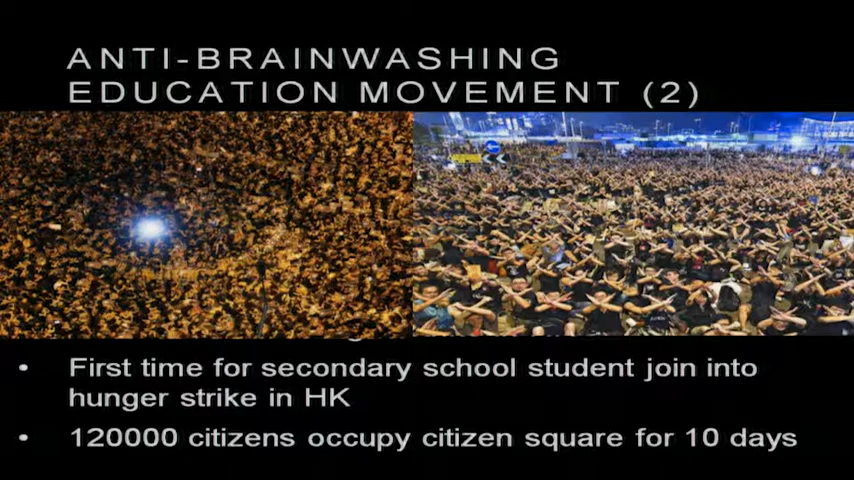 ANTI-BRAINWASHING
EDUCATION MOVEMENT (2)
• First time for secondary school student join into
hunger strike in HK
• 120000 citizens occupy citizen square for 10 days